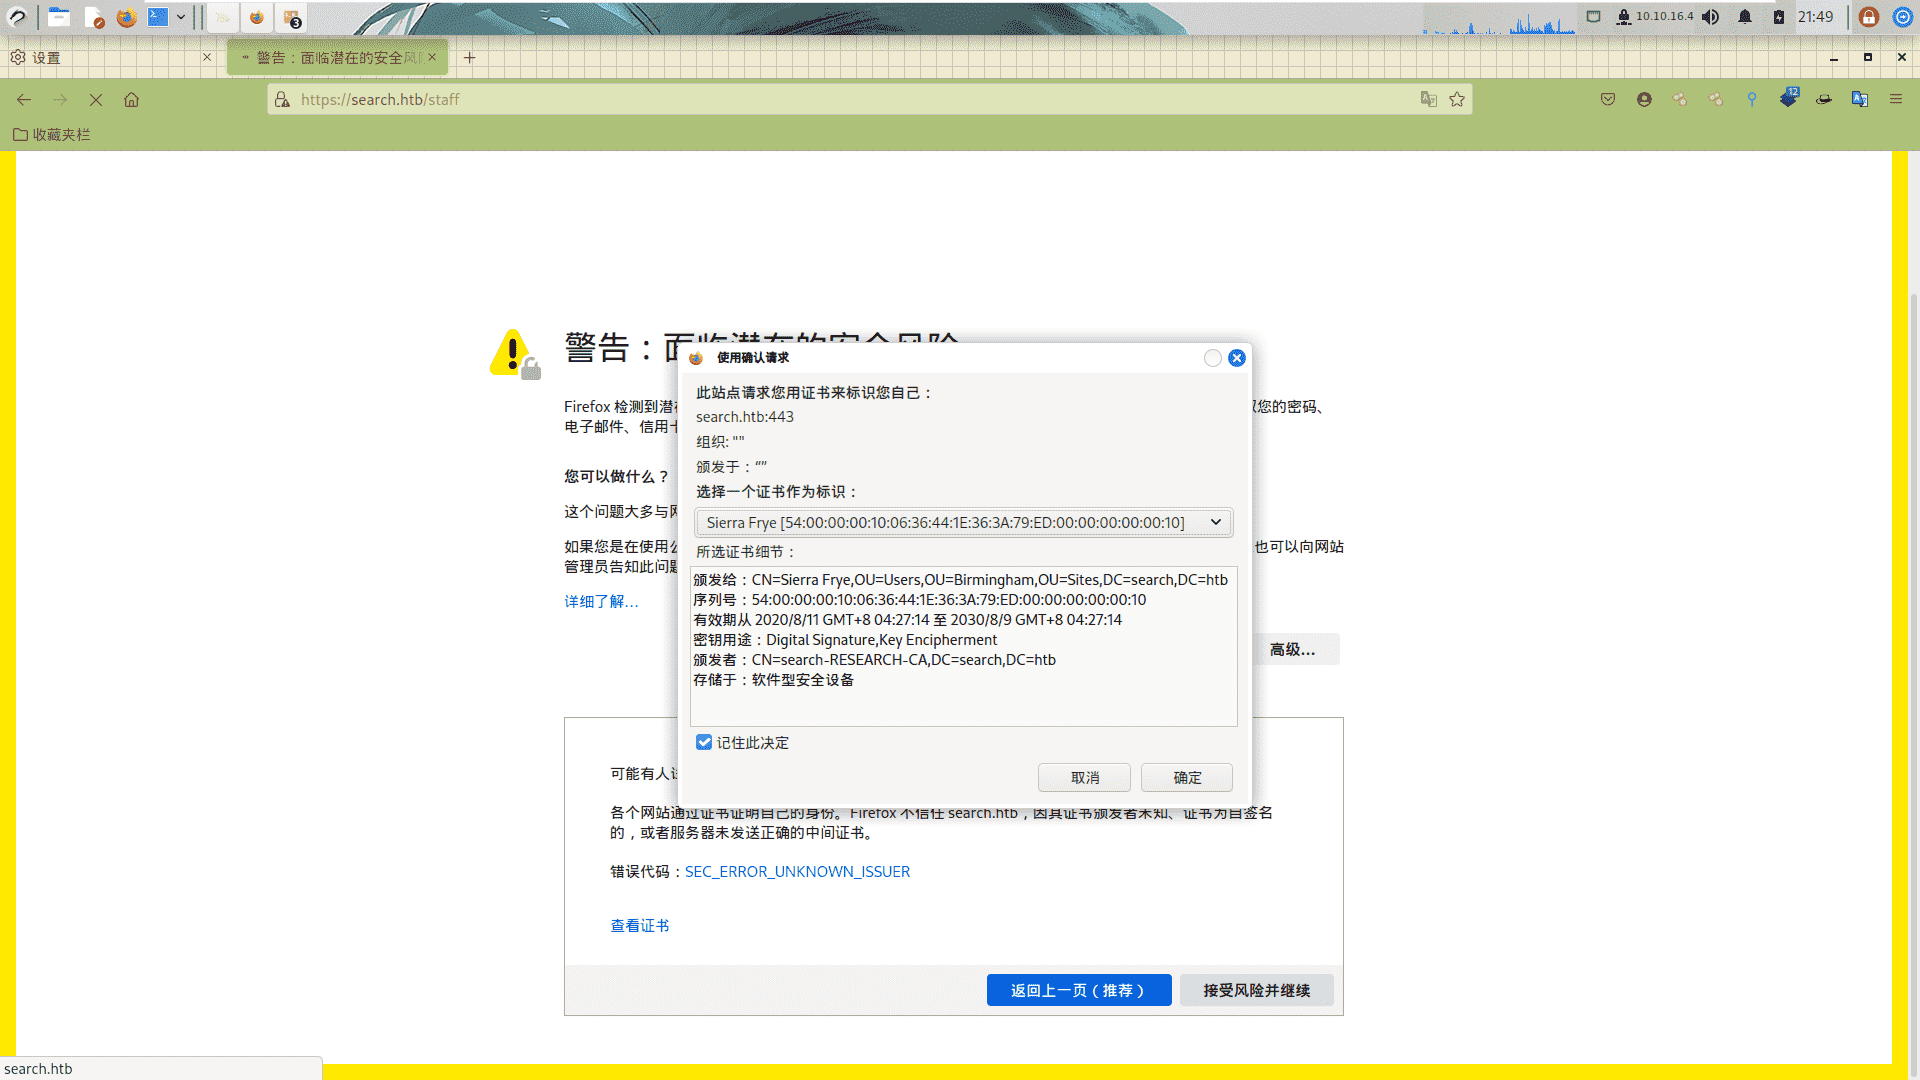 3
10.10.16.4
21:49
设置
警告：面临潜在的安全风
https://search.htb/staff
12
收藏夹栏
警告：面临潜在的安全风险
Firefox 检测到潜
您的密码、
电子邮件、信用卡
您可以做什么？
这个问题大多与网
如果您是在使用公
也可以向网站
管理员告知此问题
详细了解…
高级…
使用确认请求
此站点请求您用证书来标识您自己：
search.htb:443
组织: ""
颁发于：“”
选择一个证书作为标识：
Sierra Frye [54:00:00:00:10:06:36:44:1E:36:3A:79:ED:00:00:00:00:00:10]
所选证书细节：
颁发给：CN=Sierra Frye,OU=Users,OU=Birmingham,OU=Sites,DC=search,DC=htb
序列号：54:00:00:00:10:06:36:44:1E:36:3A:79:ED:00:00:00:00:00:10
有效期从 2020/8/11 GMT+8 04:27:14 至 2030/8/9 GMT+8 04:27:14
密钥用途：Digital Signature,Key Encipherment
颁发者：CN=search-RESEARCH-CA,DC=search,DC=htb
存储于：软件型安全设备
记住此决定
取消
确定
可能有人
各个网站通过证书证明自己的身份。Firefox 不信任 search.htb，因其证书颁发者未知、证书为自签名
的，或者服务器未发送正确的中间证书。
错误代码：SEC_ERROR_UNKNOWN_ISSUER
查看证书
返回上一页（推荐）
接受风险并继续
search.htb